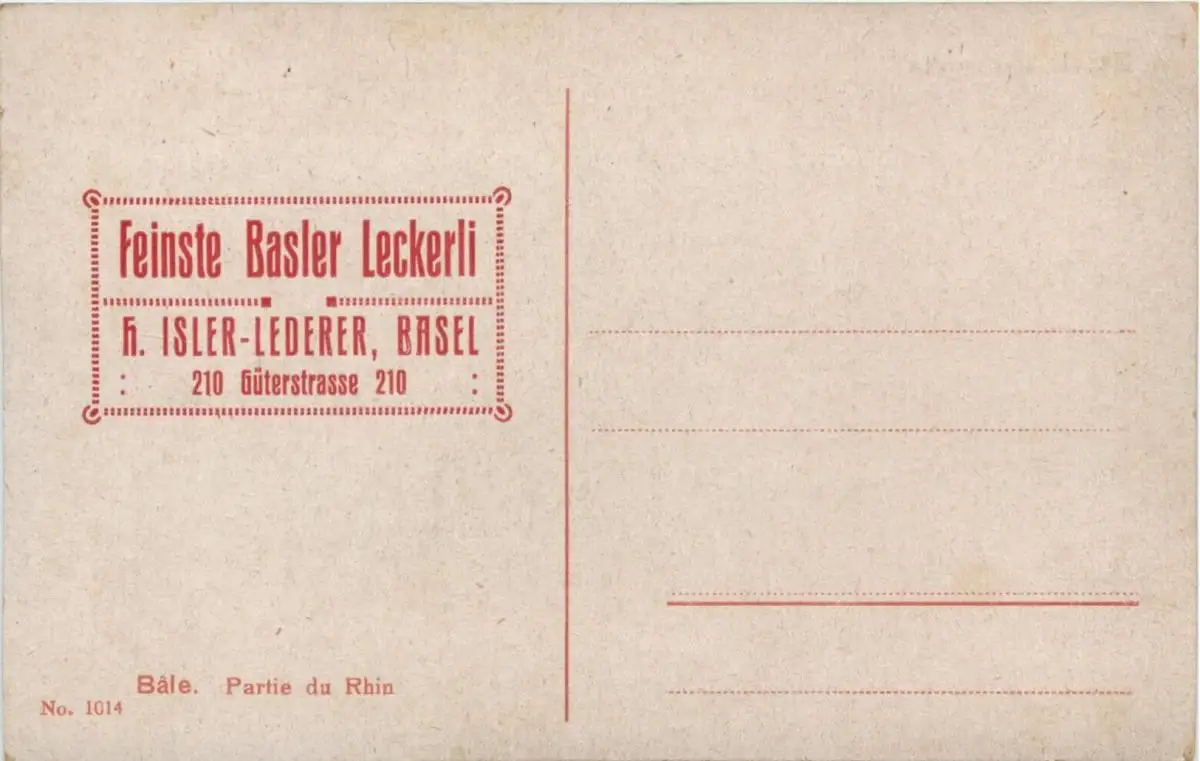 Feinste Basler Leckerli
H. ISLER-LEDERER, BASEL
: 210 Güterstrasse 210 :
Bâle. Partie du Rhin
No. 1014